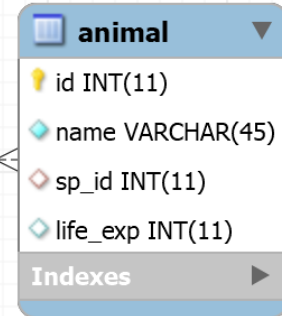 animal
id INT(11)
name VARCHAR(45)
sp_id INT(11)
life_exp INT(11)
Indexes